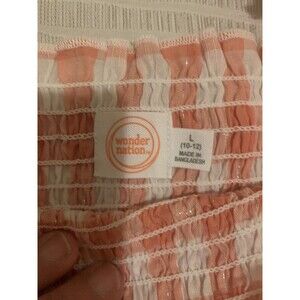 wonder
nation
L
(10-12)
MADE IN
BANGLADESH